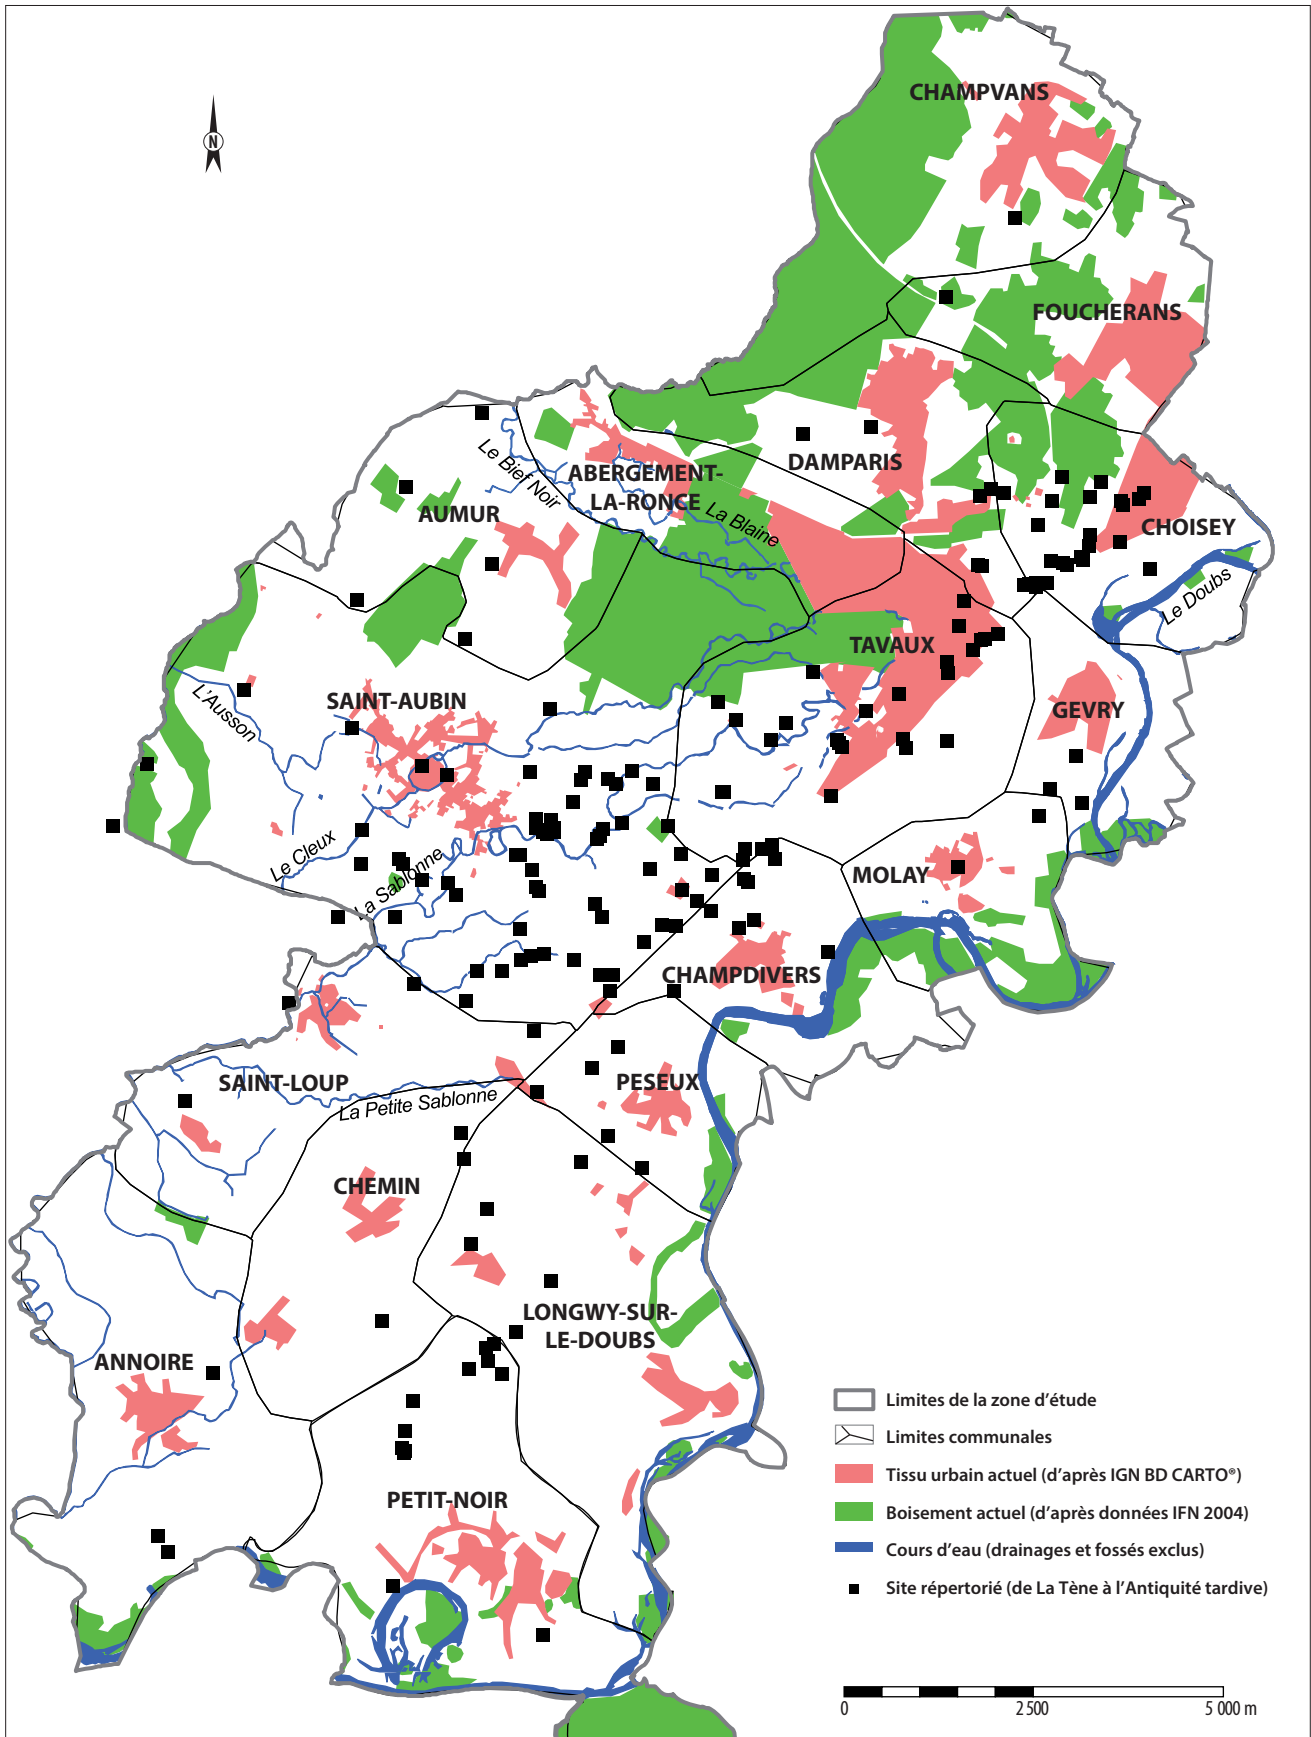 CHAMPVANS
N
FOUCHERANS
DAMPARIS
ABERGEMENT-
LA-RONCE
Le Bief Noir
La Blaine
AUMUR
CHOISEY
Le Doubs
TAVAUX
SAINT-AUBIN
L'Ausson
GEVRY
Le Cleux
La Sablonne
MOLAY
CHAMPDIVERS
SAINT-LOUP
La Petite Sablonne
PESEUX
CHEMIN
LONGWY-SUR-
LE-DOUBS
ANNOIRE
PETIT-NOIR
Limites de la zone d'étude
Limites communales
Tissu urbain actuel (d'après IGN BD CARTO®)
Boisement actuel (d'après données IFN 2004)
Cours d'eau (drainages et fossés exclus)
Site répertorié (de La Tène à l'Antiquité tardive)
0 2500 5 000 m